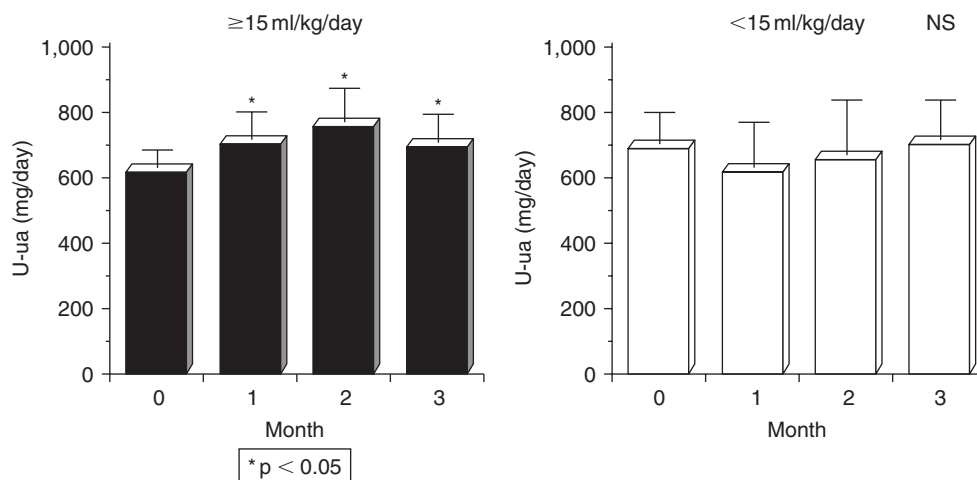 ≥15 ml/kg/day
1,000
800
600
400
200
0
U-ua (mg/day)
* * *
0 1 2 3
Month
*p < 0.05
<15 ml/kg/day NS
1,000
800
600
400
200
0
U-ua (mg/day)
0 1 2 3
Month